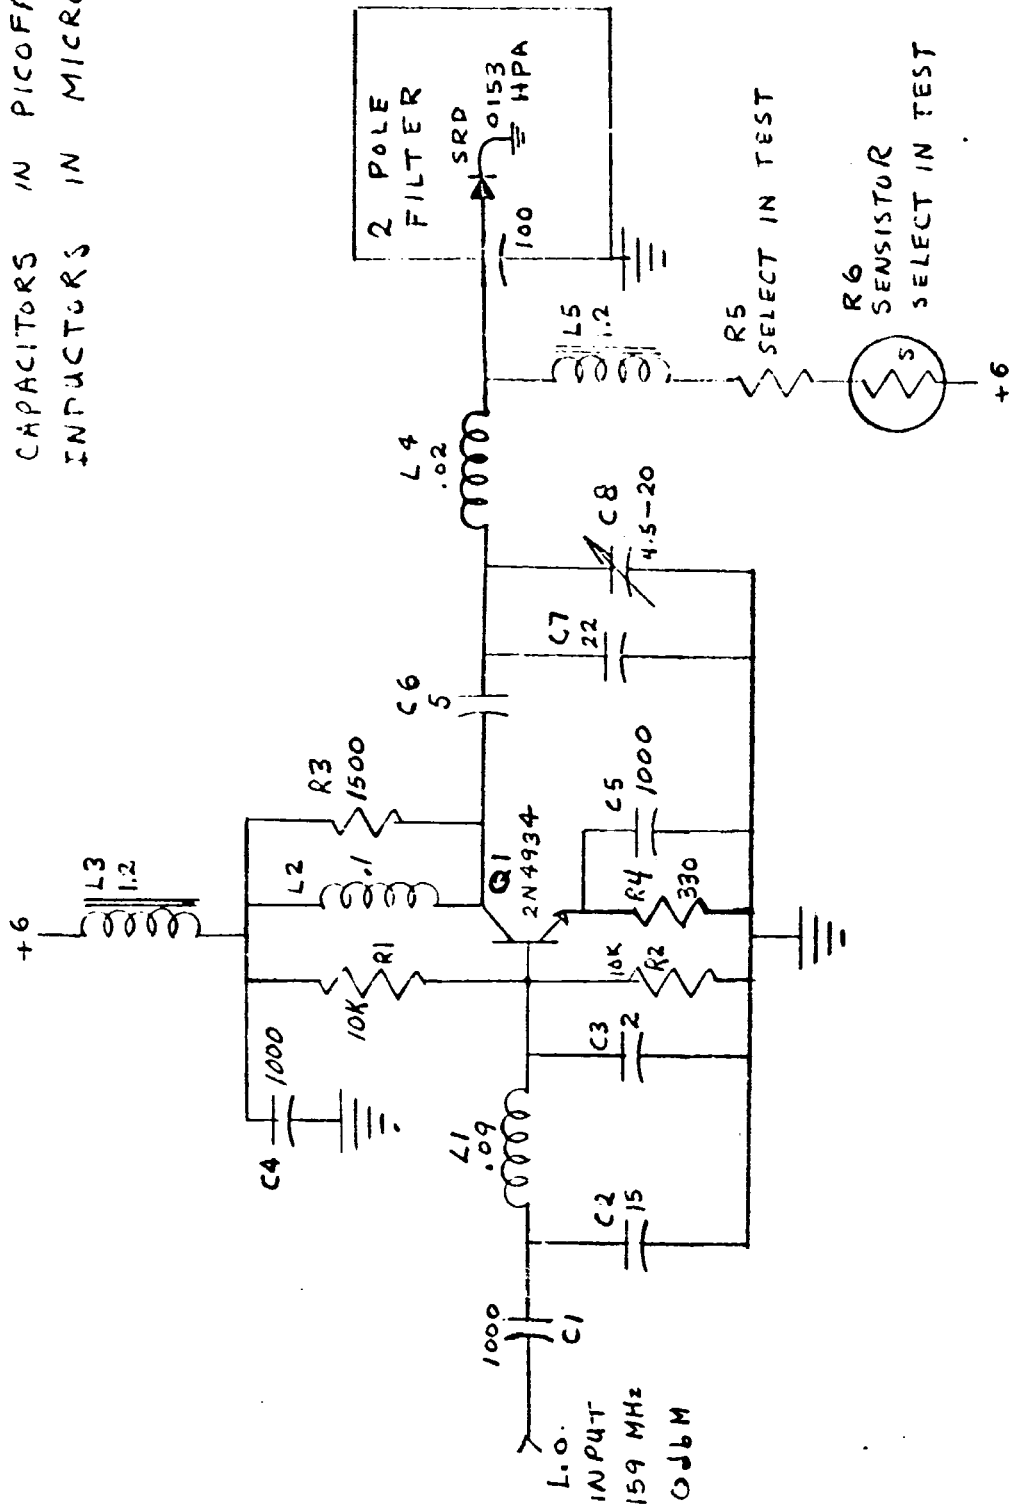 CAPACITORS IN PICOF
INDUCTORS IN MICR
+6
L3
1.2
C4
1000
10K
R1
L2
.1
R3
1500
L.O.
INPUT
159 MHz
0dbM
1000
C1
L1
.09
C2
15
C3
2
10K
R2
Q1
2N4934
R4
330
C5
1000
C6
5
C7
22
C8
4.5-20
L4
.02
L5
1.2
2 POLE
FILTER
SRD
0153
HPA
100
R5
SELECT IN TEST
R6
SENSISTOR
SELECT IN TEST
S
+6